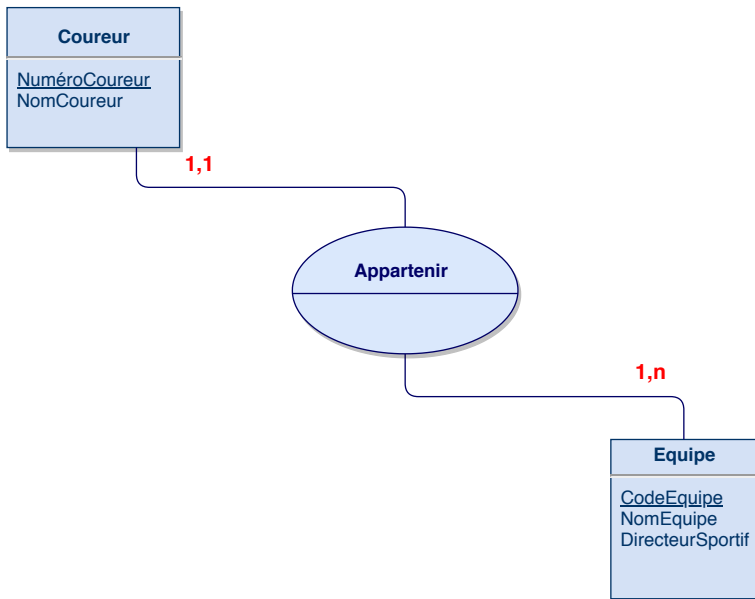 Coureur
NuméroCoureur
NomCoureur
1,1
Appartenir
1,n
Equipe
CodeEquipe
NomEquipe
DirecteurSportif